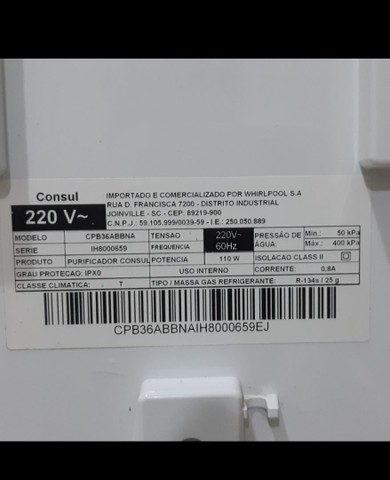 Consul
220 V~
IMPORTADO E COMERCIALIZADO POR WHIRLPOOL S.A
RUA D. FRANCISCA 7200 - DISTRITO INDUSTRIAL
JOINVILLE - SC - CEP: 89219-900
C.N.P.J.: 59.105.999/0039-59 - I.E.: 250.050.889
MODELO CPB36ABBNA TENSAO 220V~ PRESSÃO DE ÁGUA: Mín.: 50 kPa
SERIE IH8000659 FREQUENCIA 60Hz Máx.: 400 kPa
PRODUTO PURIFICADOR CONSUL POTENCIA 110 W ISOLACAO CLASS II
GRAU PROTECAO: IPX0 USO INTERNO CORRENTE: 0,8A
CLASSE CLIMATICA: T TIPO / MASSA GAS REFRIGERANTE: R-134a / 25 g
CPB36ABBNAIH8000659EJ